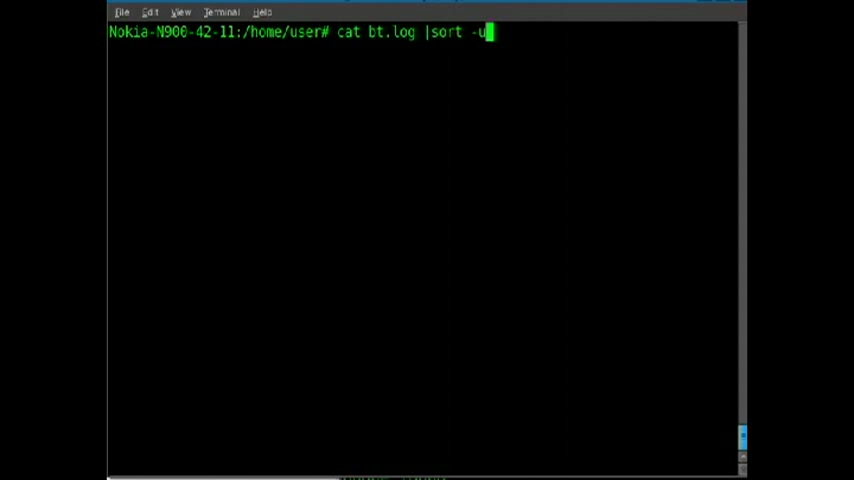 File Edit View Terminal Help
Nokia-N900-42-11:/home/user# cat bt.log |sort -u